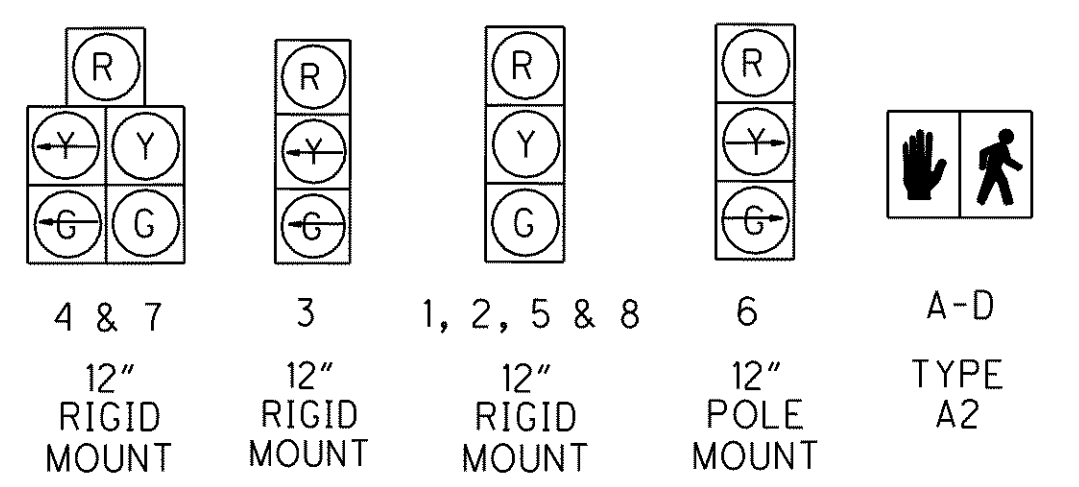 R
Y Y
G G
4 & 7
12"
RIGID
MOUNT
R
Y
G
3
12"
RIGID
MOUNT
R
Y
G
1, 2, 5 & 8
12"
RIGID
MOUNT
R
Y
G
6
12"
POLE
MOUNT
A-D
TYPE
A2